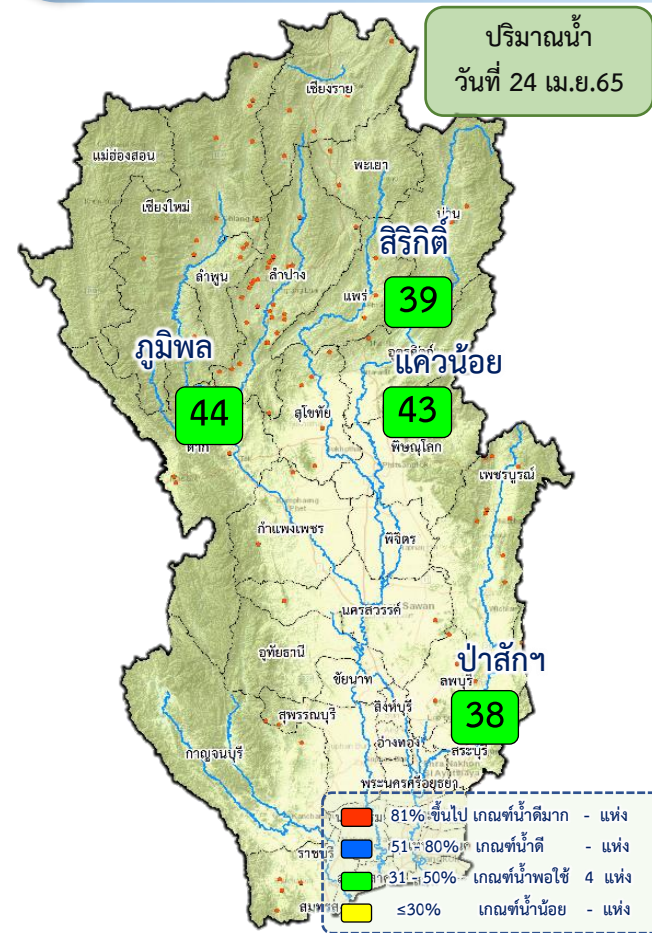 ปริมาณน้ำ
วันที่ 24 เม.ย.65
เชียงราย
แม่ฮ่องสอน
พะเยา
เชียงใหม่
น่าน
สิริกิติ์
ลำพูน
ลำปาง
แพร่
39
ภูมิพล
แควน้อย
44
สุโขทัย
43
ตาก
พิษณุโลก
เพชรบูรณ์
กำแพงเพชร
พิจิตร
นครสวรรค์
Sawan
อุทัยธานี
ป่าสักฯ
ชัยนาท
ลพบุรี
สุพรรณบุรี
สิงห์บุรี
38
อ่างทอง
กาญจนบุรี
สระบุรี
พระนครศรีอยุธยา
81% ขึ้นไป เกณฑ์น้ำดีมาก - แห่ง
51 - 80% เกณฑ์น้ำดี - แห่ง
ราชบุรี
31 - 50% เกณฑ์น้ำพอใช้ 4 แห่ง
≤30% เกณฑ์น้ำน้อย - แห่ง